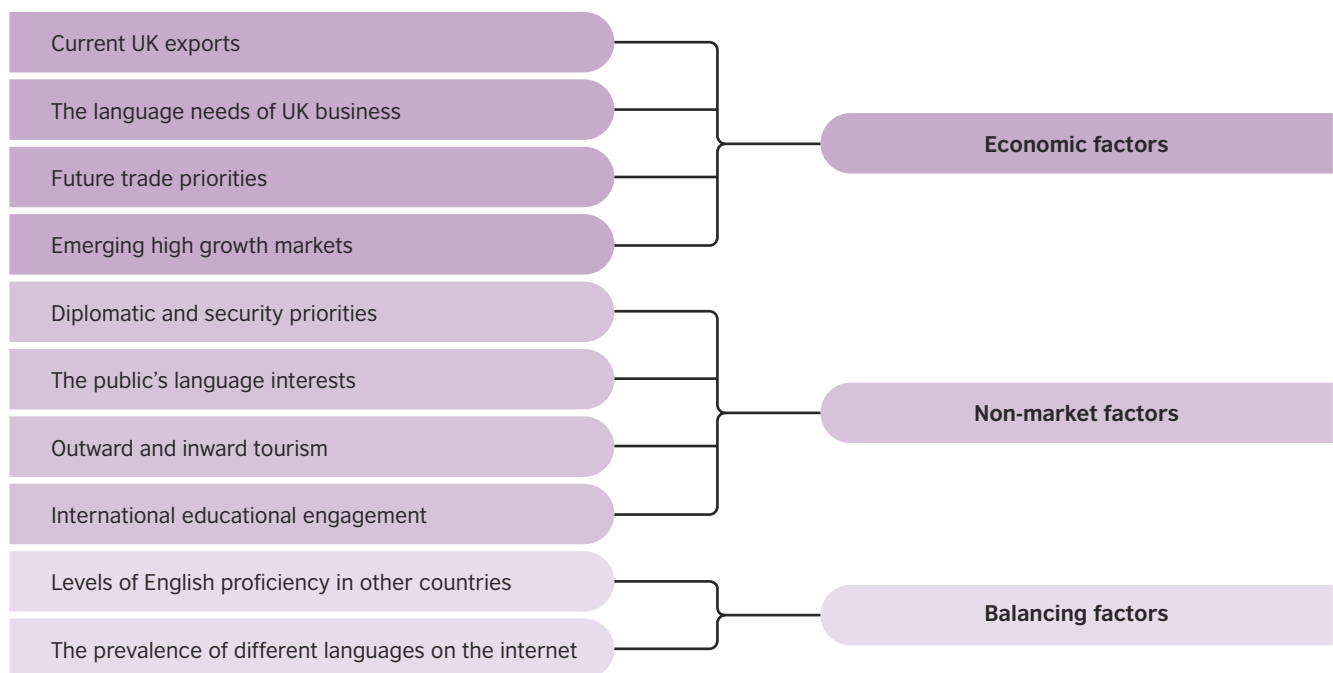 Current UK exports
The language needs of UK business
Economic factors
Future trade priorities
Emerging high growth markets
Diplomatic and security priorities
The public’s language interests
Non-market factors
Outward and inward tourism
International educational engagement
Levels of English proficiency in other countries
Balancing factors
The prevalence of different languages on the internet